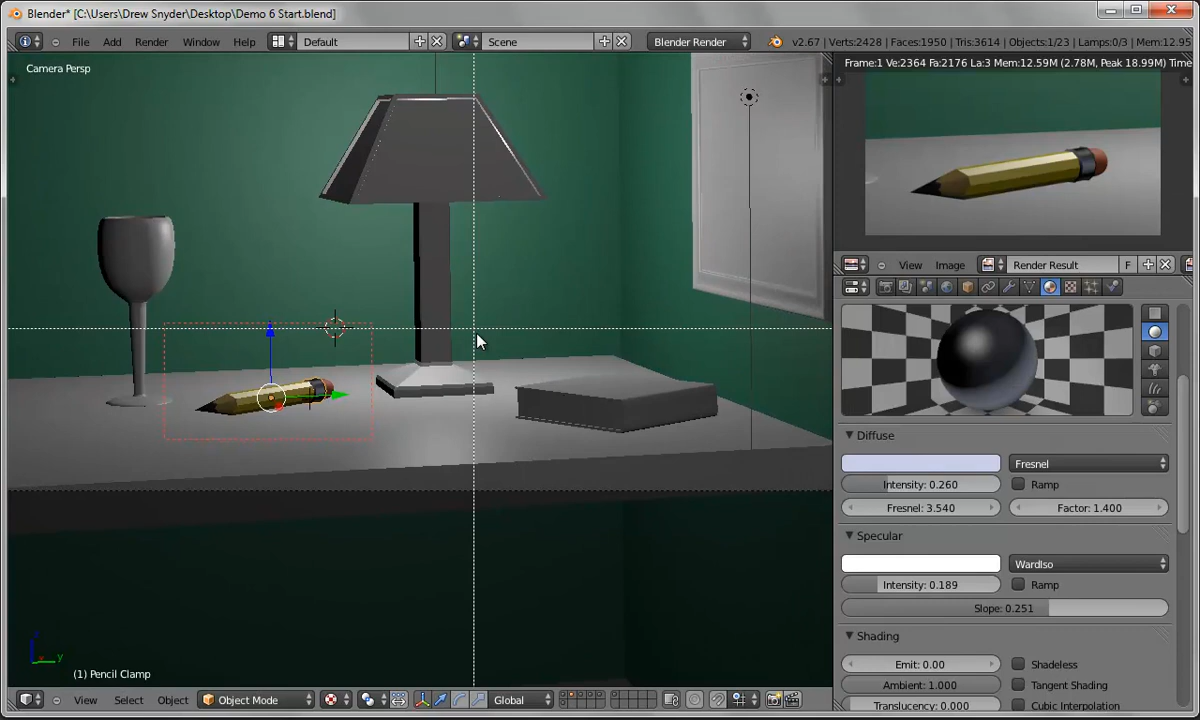 Blender* [C:\Users\Drew Snyder\Desktop\Demo 6 Start.blend]
File Add Render Window Help Default Scene Blender Render v2.67 | Verts:2428 | Faces:1950 | Tris:3614 | Objects:1/23 | Lamps:0/3 | Mem:12.95
Camera Persp
Frame:1 Ve:2364 Fa:2176 La:3 Mem:12.59M (2.78M, Peak 18.99M) Time
View Image Render Result F
Diffuse
Fresnel
Intensity: 0.260 Ramp
Fresnel: 3.540 Factor: 1.400
Specular
WardIso
Intensity: 0.189 Ramp
Slope: 0.251
Shading
Emit: 0.00 Shadeless
Ambient: 1.000 Tangent Shading
Translucency: 0.000 Cubic Interpolation
(1) Pencil Clamp
View Select Object Object Mode Global